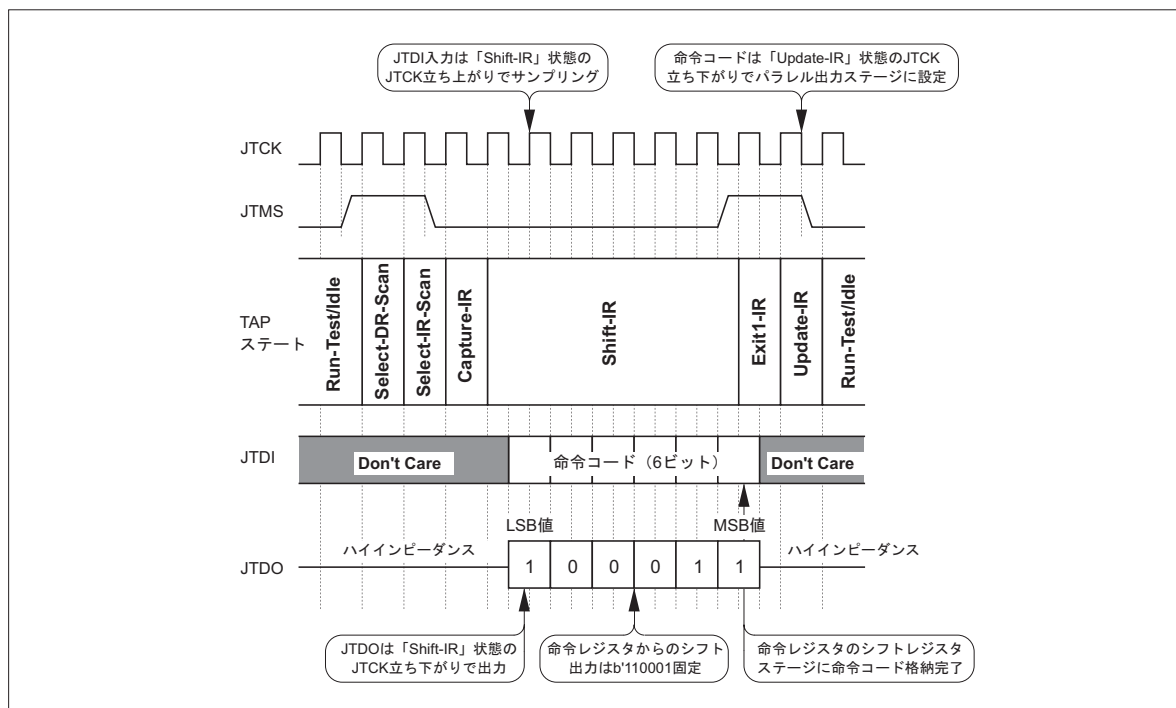 JTDI入力は「Shift-IR」状態の
JTCK立ち上がりでサンプリング
命令コードは「Update-IR」状態のJTCK
立ち下がりでパラレル出力ステージに設定
JTCK
JTMS
TAP
ステート
Run-Test/Idle
Select-DR-Scan
Select-IR-Scan
Capture-IR
Shift-IR
Exit1-IR
Update-IR
Run-Test/Idle
JTDI
Don't Care
命令コード（6ビット）
Don't Care
LSB値
MSB値
JTDO
ハイインピーダンス
1 0 0 0 1 1
ハイインピーダンス
JTDOは「Shift-IR」状態の
JTCK立ち下がりで出力
命令レジスタからのシフト
出力はb'110001固定
命令レジスタのシフトレジスタ
ステージに命令コード格納完了